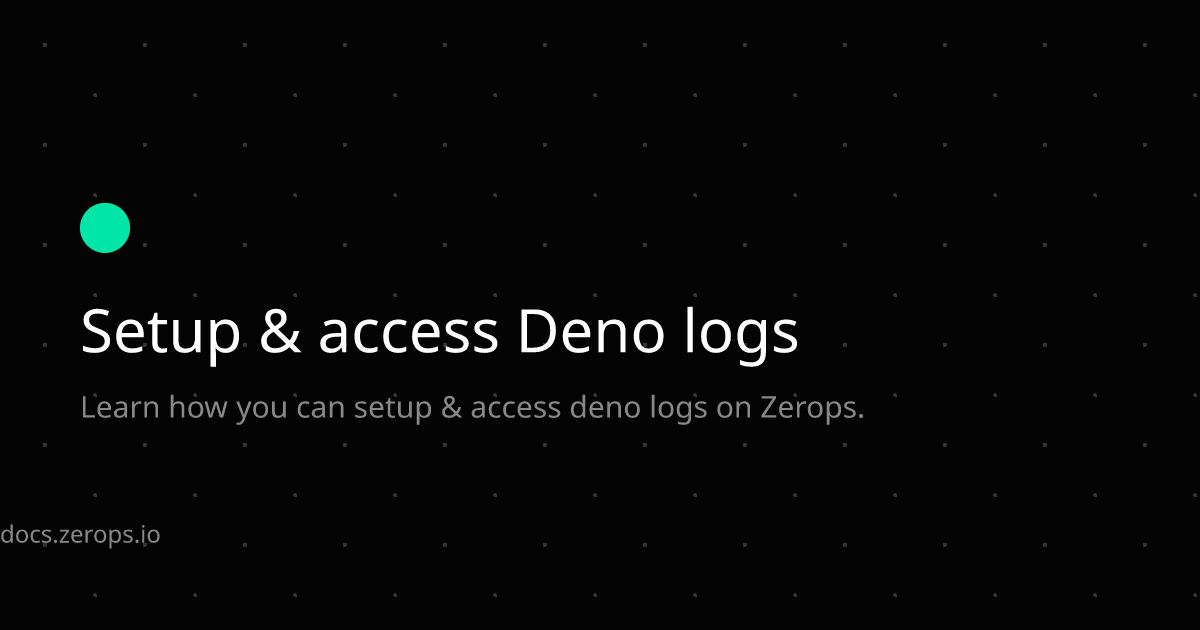 Setup & access Deno logs
Learn how you can setup & access deno logs on Zerops.
docs.zerops.io